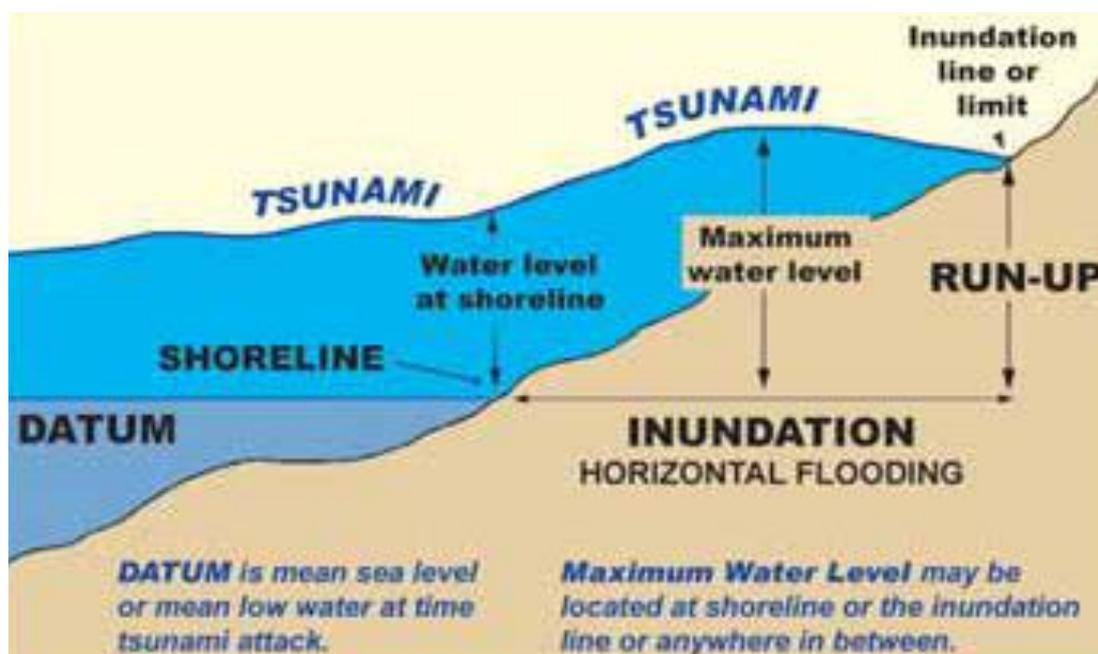 Inundation
line or
limit
TSUNAMI
TSUNAMI
Water level
at shoreline
Maximum
water level
RUN-UP
SHORELINE
DATUM
INUNDATION
HORIZONTAL FLOODING
DATUM is mean sea level
or mean low water at time
tsunami attack.
Maximum Water Level may be
located at shoreline or the inundation
line or anywhere in between.